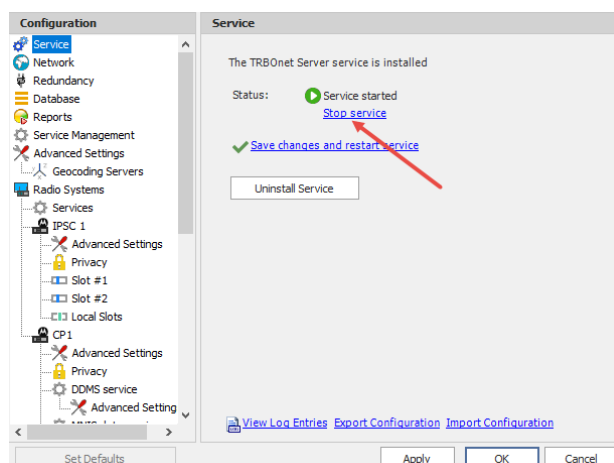 Configuration
Service
Network
Redundancy
Database
Reports
Service Management
Advanced Settings
Geocoding Servers
Radio Systems
Services
IPSC 1
Advanced Settings
Privacy
Slot #1
Slot #2
Local Slots
CP1
Advanced Settings
Privacy
DDMS service
Advanced Setting
Set Defaults
Service
The TRBOnet Server service is installed
Status: Service started
Stop service
Save changes and restart service
Uninstall Service
View Log Entries Export Configuration Import Configuration
Apply OK Cancel